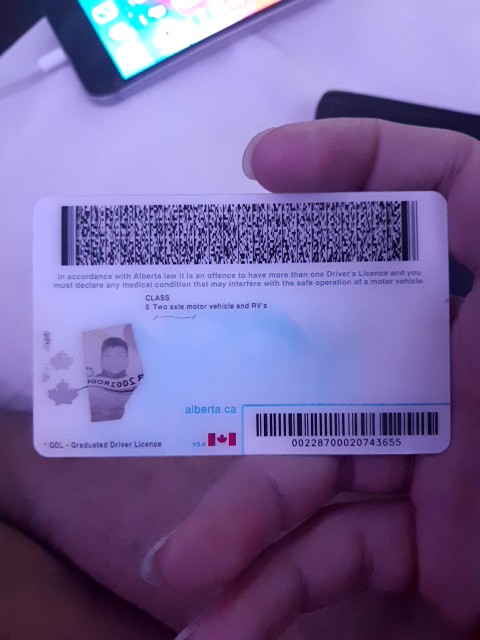 In accordance with Alberta law it is an offence to have more than one Driver's Licence and you
must declare any medical condition that may interfere with the safe operation of a motor vehicle.
CLASS
5 Two axle motor vehicle and RV's
alberta.ca
* GDL - Graduated Driver Licence
00228700020743655